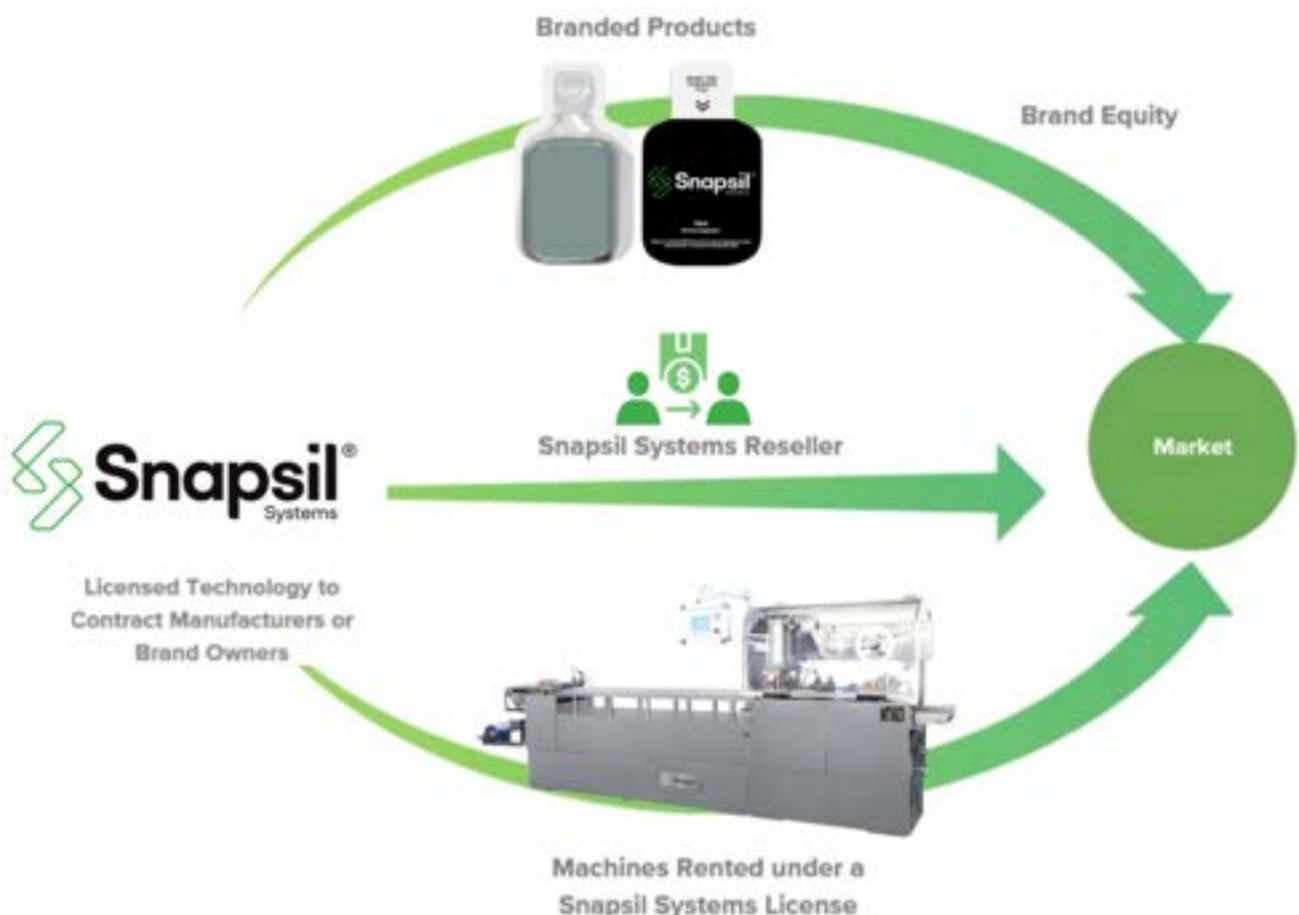 Branded Products
Brand Equity
Snapsil
$
Snapsil Systems Reseller
Market
Snapsil®
Systems
Licensed Technology to
Contract Manufacturers or
Brand Owners
Machines Rented under a
Snapsil Systems License